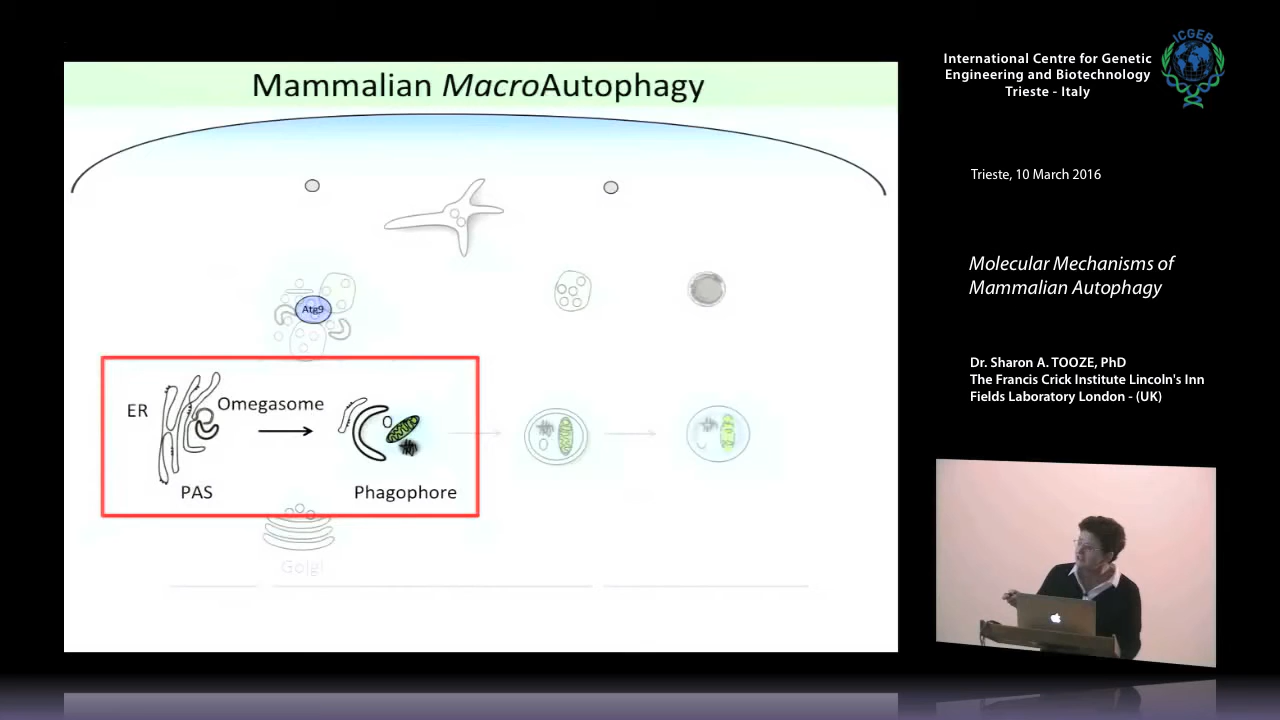 Mammalian MacroAutophagy
Atg9
ER
Omegasome
PAS
Phagophore
Golgi
ICGEB
International Centre for Genetic
Engineering and Biotechnology
Trieste - Italy
Trieste, 10 March 2016
Molecular Mechanisms of
Mammalian Autophagy
Dr. Sharon A. TOOZE, PhD
The Francis Crick Institute Lincoln's Inn
Fields Laboratory London - (UK)